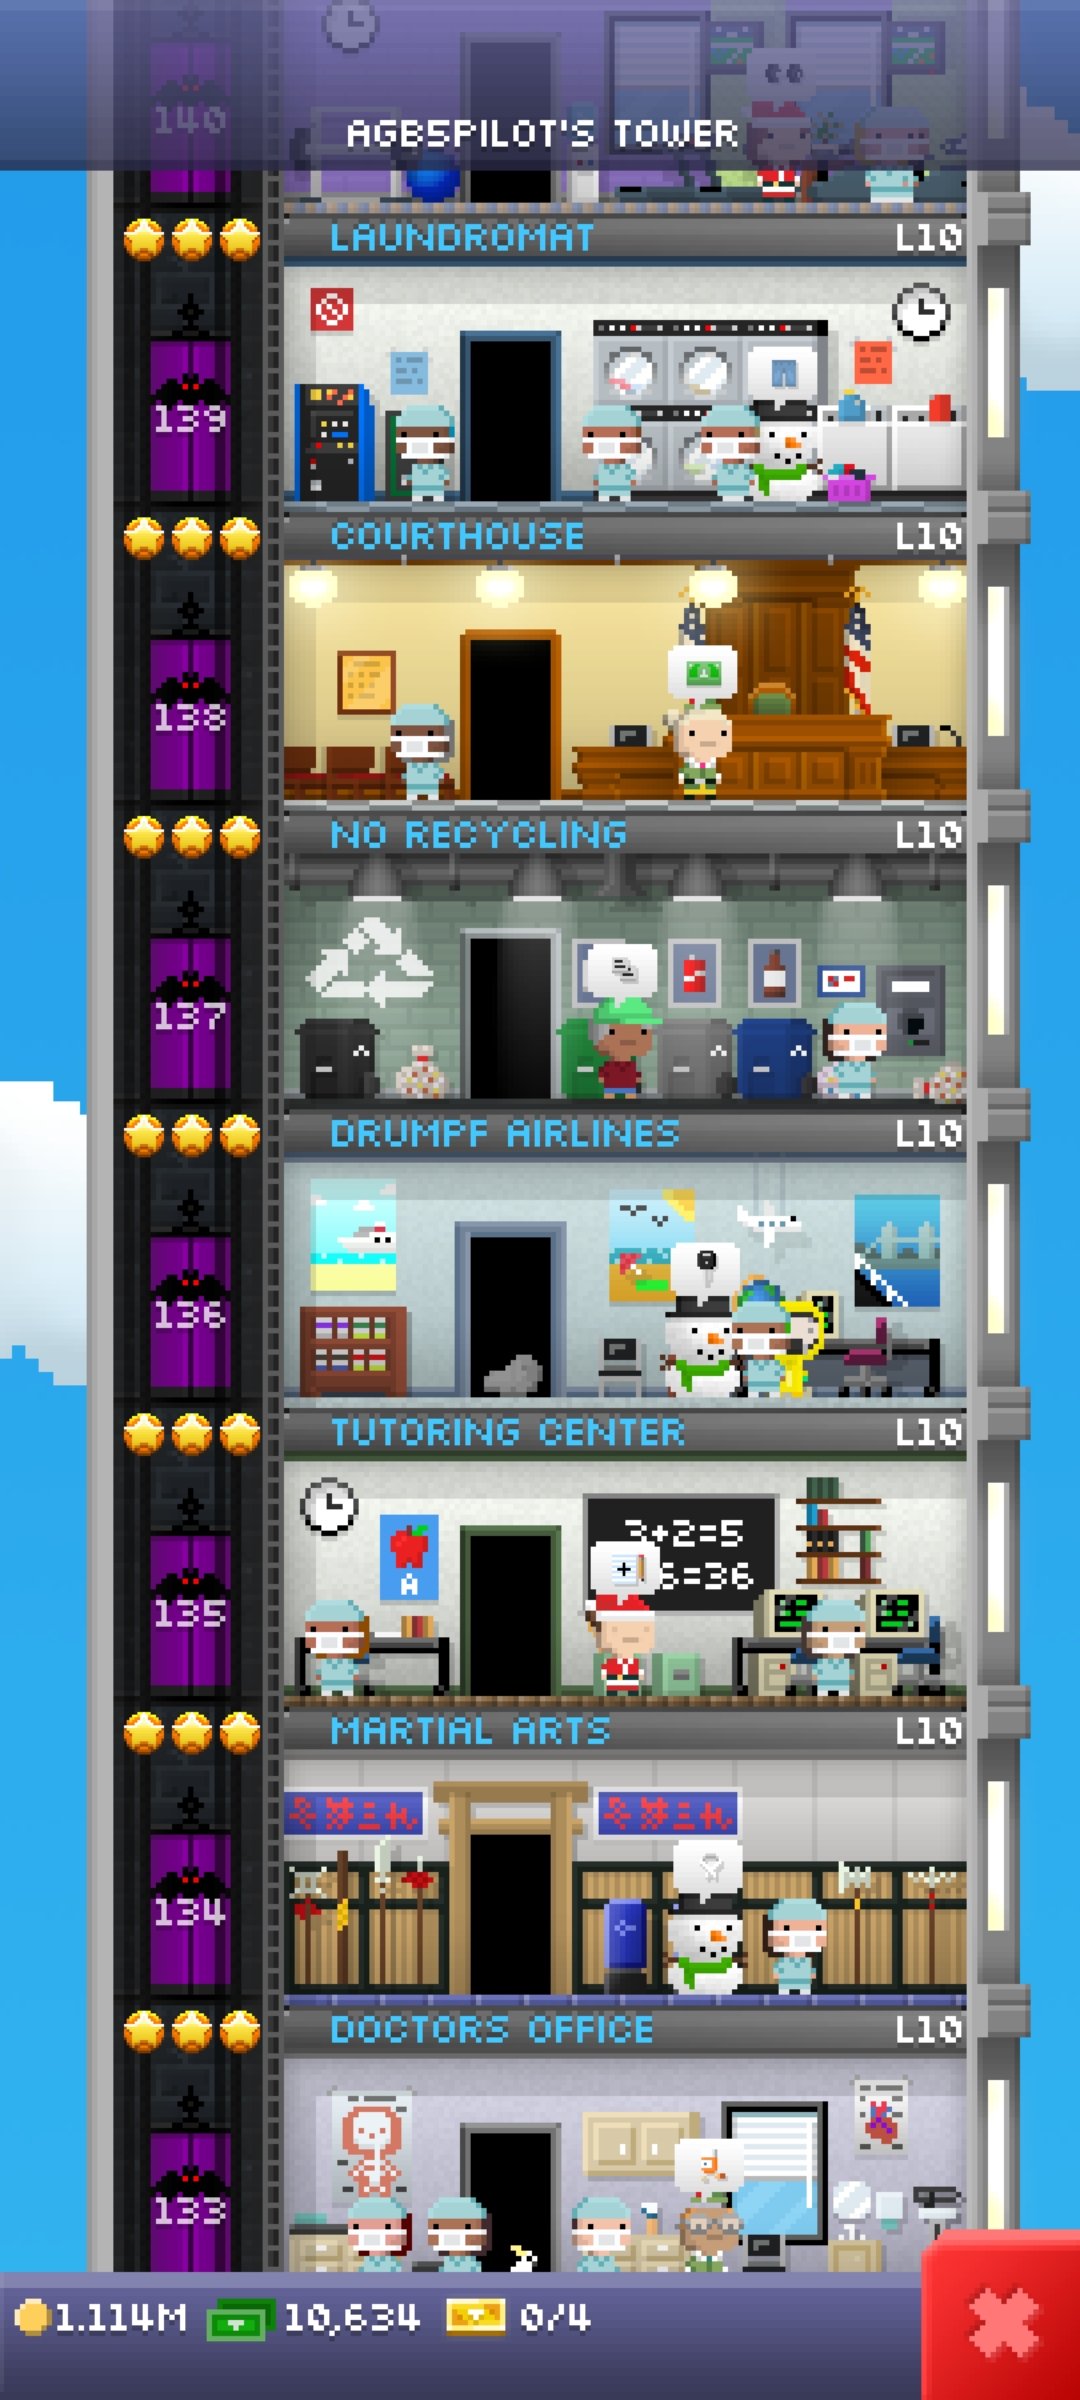 140
AGB5PILOT'S TOWER
LAUNDROMAT L10
139
COURTHOUSE L10
138
NO RECYCLING L10
137
DRUMPF AIRLINES L10
136
TUTORING CENTER L10
3+2=5
6=36
A
135
MARTIAL ARTS L10
134
DOCTORS OFFICE L10
133
1.114M 10,634 0/4